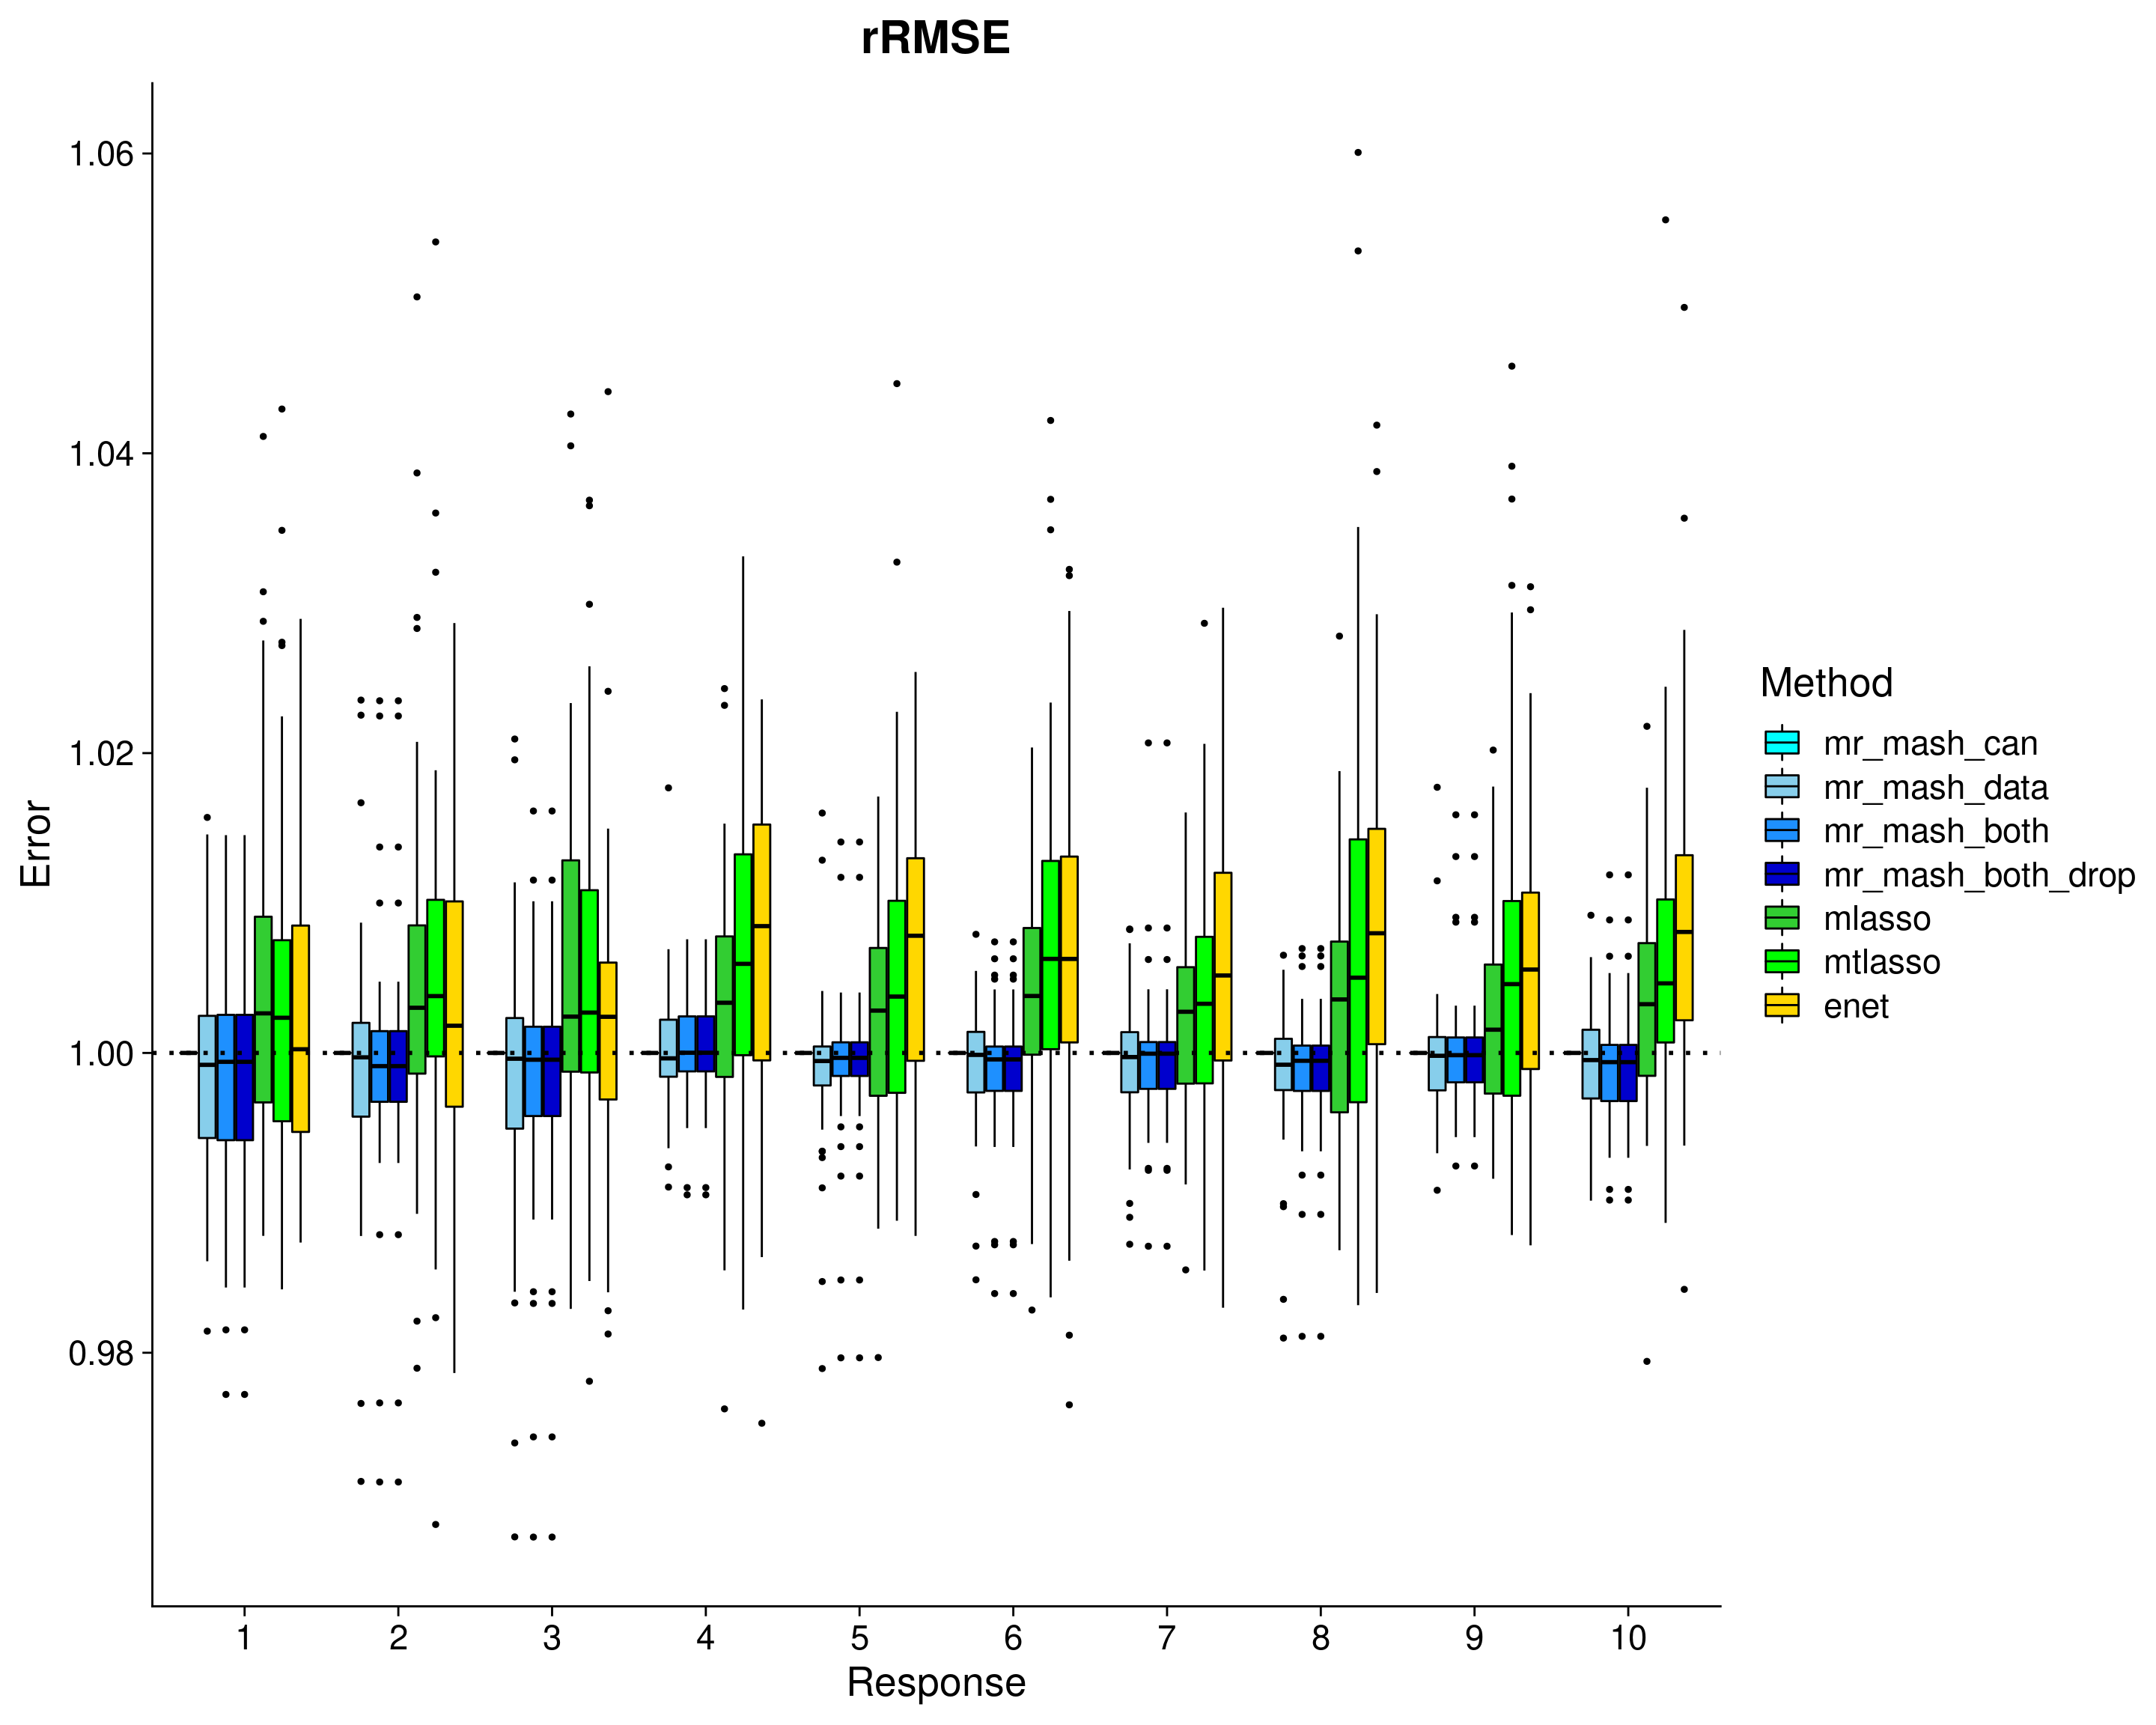 rRMSE
1.06
1.04
1.02
1.00
0.98
Error
1 2 3 4 5 6 7 8 9 10
Response
Method
mr_mash_can
mr_mash_data
mr_mash_both
mr_mash_both_drop
mlasso
mtlasso
enet